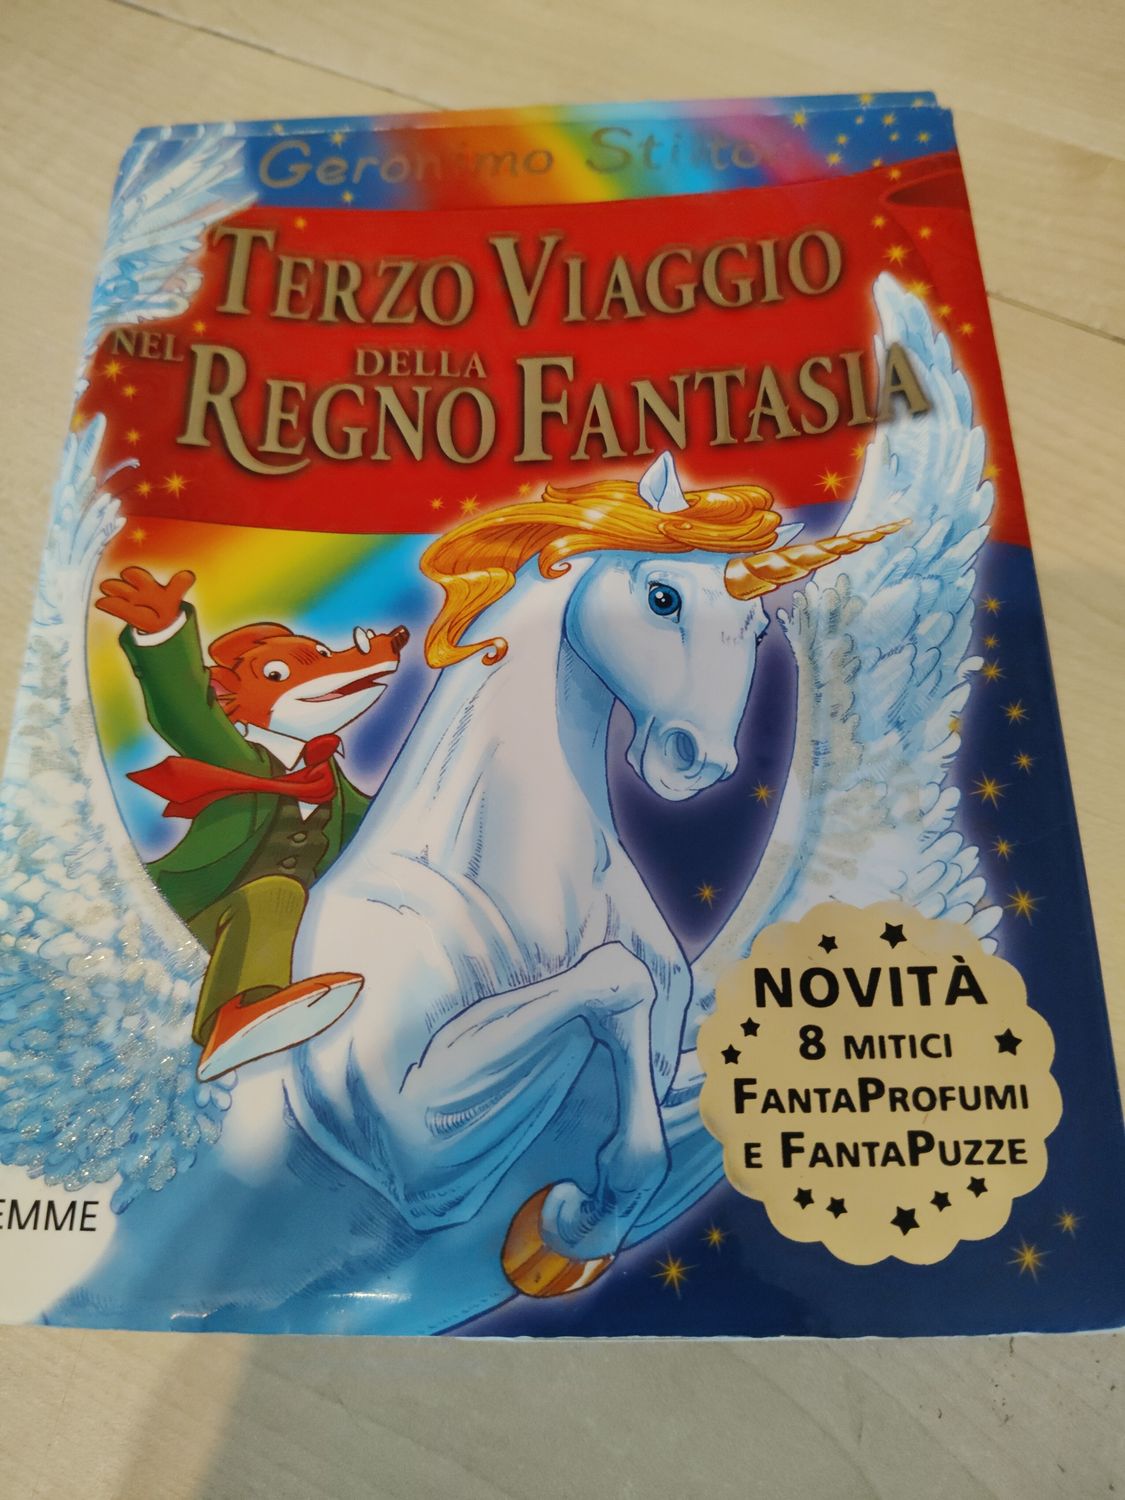 Geronimo Stilton
TERZO VIAGGIO
NEL REGNO DELLA FANTASIA
NOVITÀ
8 MITICI
FANTAPROFUMI
E FANTAPUZZE
EMME